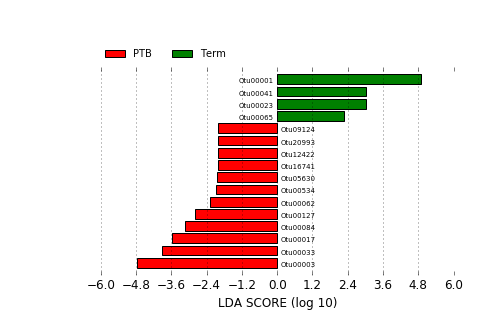 PTB Term
Otu00001
Otu00041
Otu00023
Otu00065
Otu09124
Otu20993
Otu12422
Otu16741
Otu05630
Otu00534
Otu00062
Otu00127
Otu00084
Otu00017
Otu00033
Otu00003
−6.0 −4.8 −3.6 −2.4 −1.2 0.0 1.2 2.4 3.6 4.8 6.0
LDA SCORE (log 10)